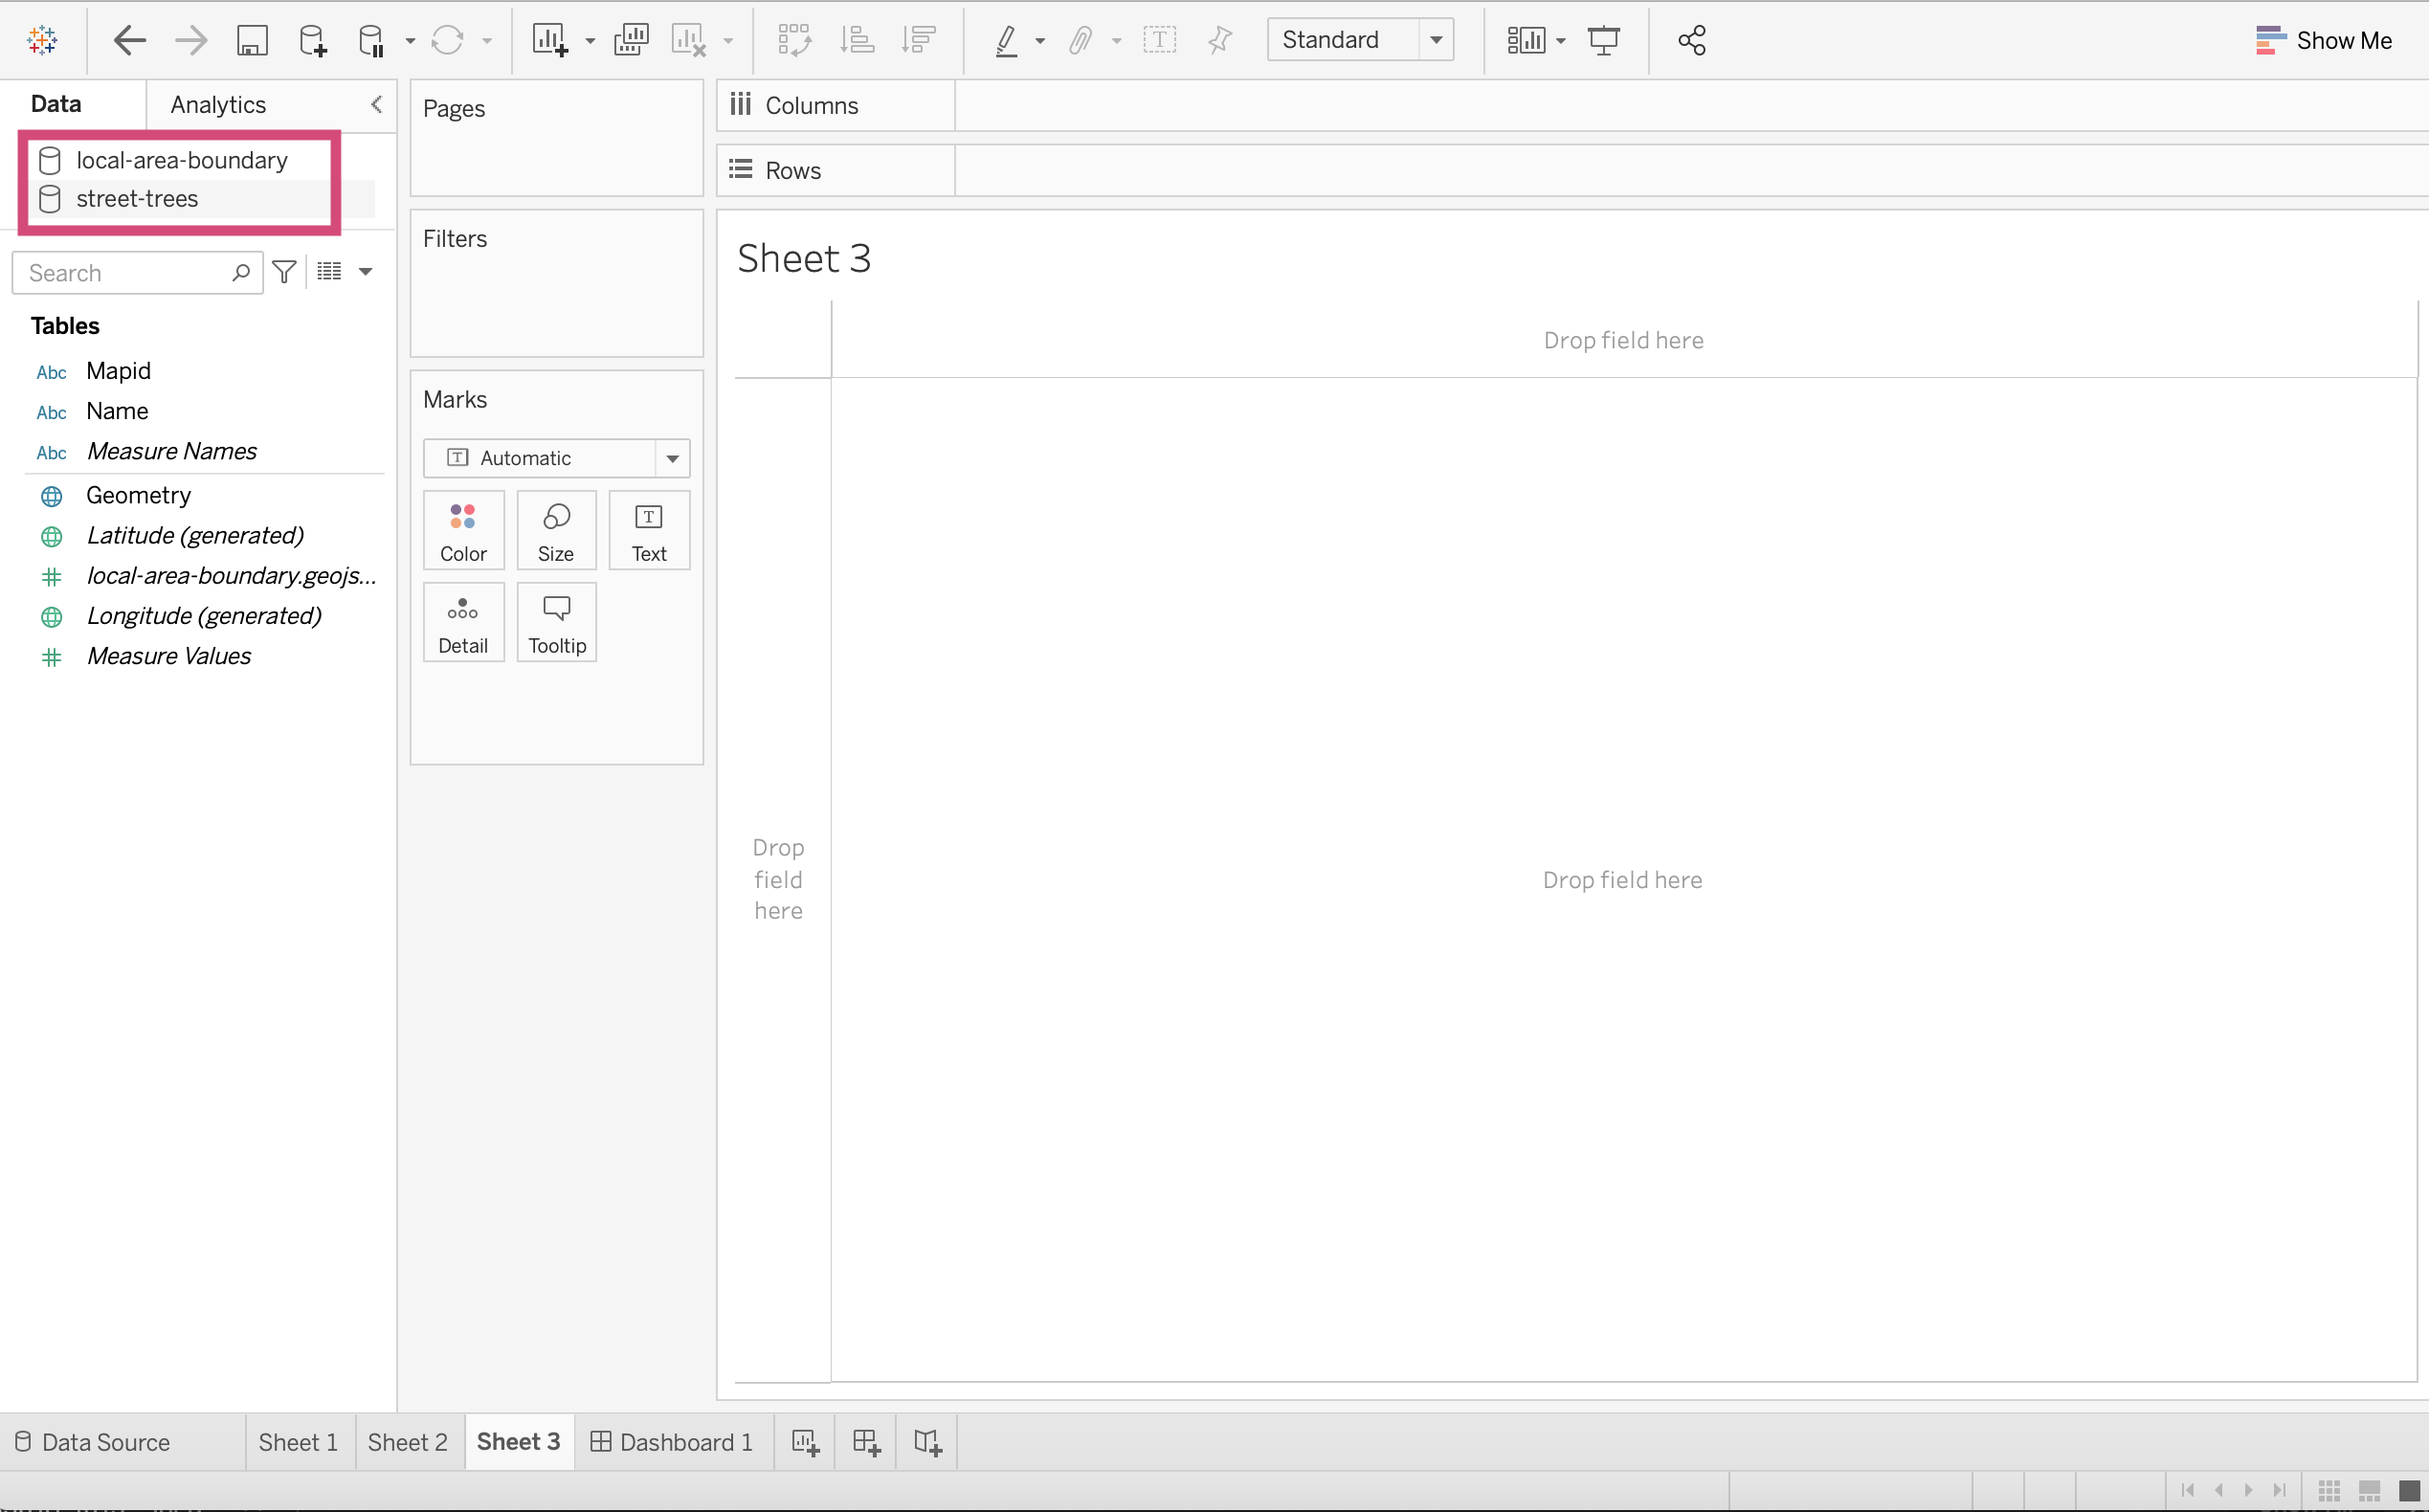 Standard
Show Me
Data
Analytics
local-area-boundary
street-trees
Search
Tables
Abc Mapid
Abc Name
Abc Measure Names
Geometry
Latitude (generated)
local-area-boundary.geojs...
Longitude (generated)
Measure Values
Pages
Filters
Marks
T Automatic
Color
Size
T
Text
Detail
Tooltip
Columns
Rows
Sheet 3
Drop field here
Drop
field
here
Drop field here
Data Source
Sheet 1
Sheet 2
Sheet 3
Dashboard 1